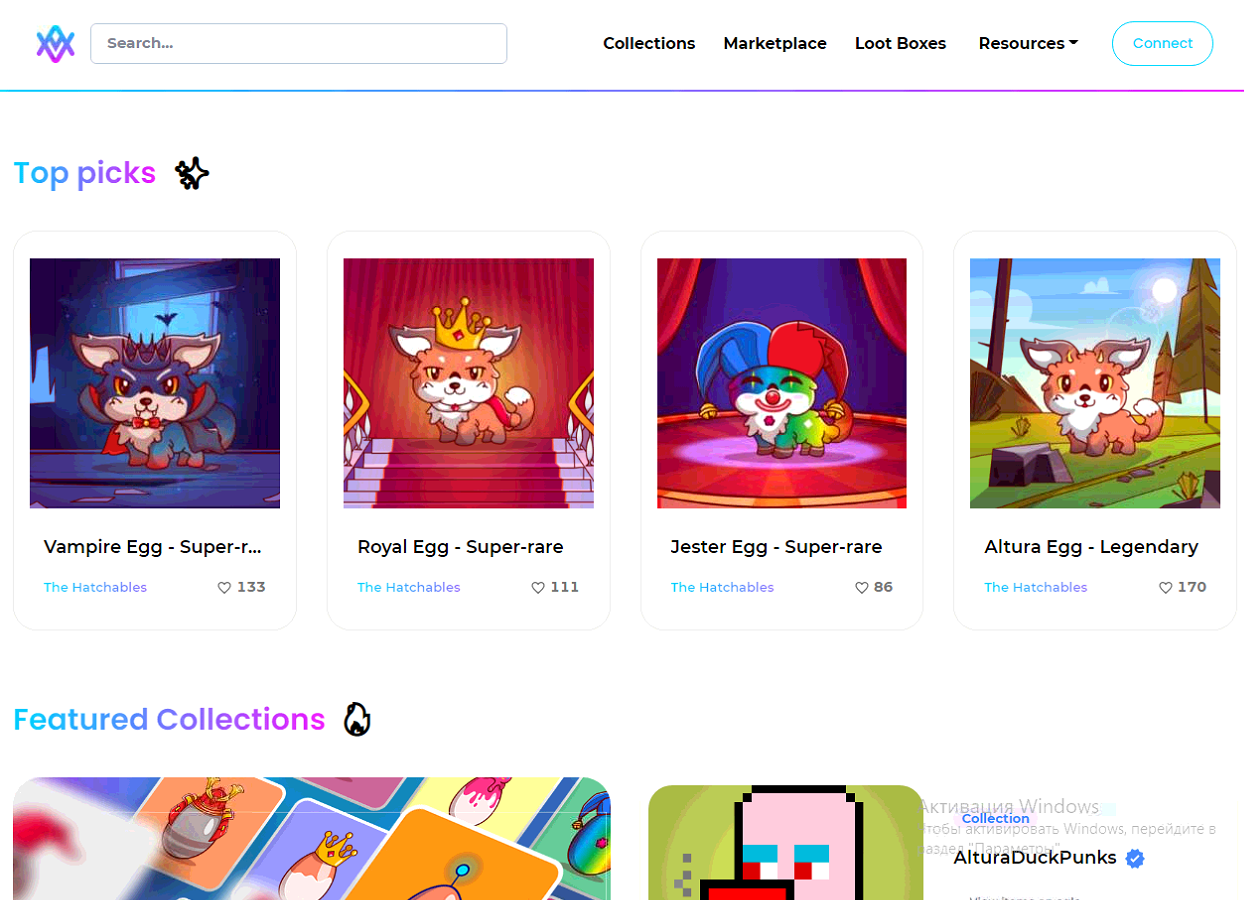 Search...
Collections
Marketplace
Loot Boxes
Resources
Connect
Top picks
Vampire Egg - Super-r...
The Hatchables
133
Royal Egg - Super-rare
The Hatchables
111
Jester Egg - Super-rare
The Hatchables
86
Altura Egg - Legendary
The Hatchables
170
Featured Collections
Активация Windows
Collection
Чтобы активировать Windows, перейдите в
раздел "Параметры".
AlturaDuckPunks